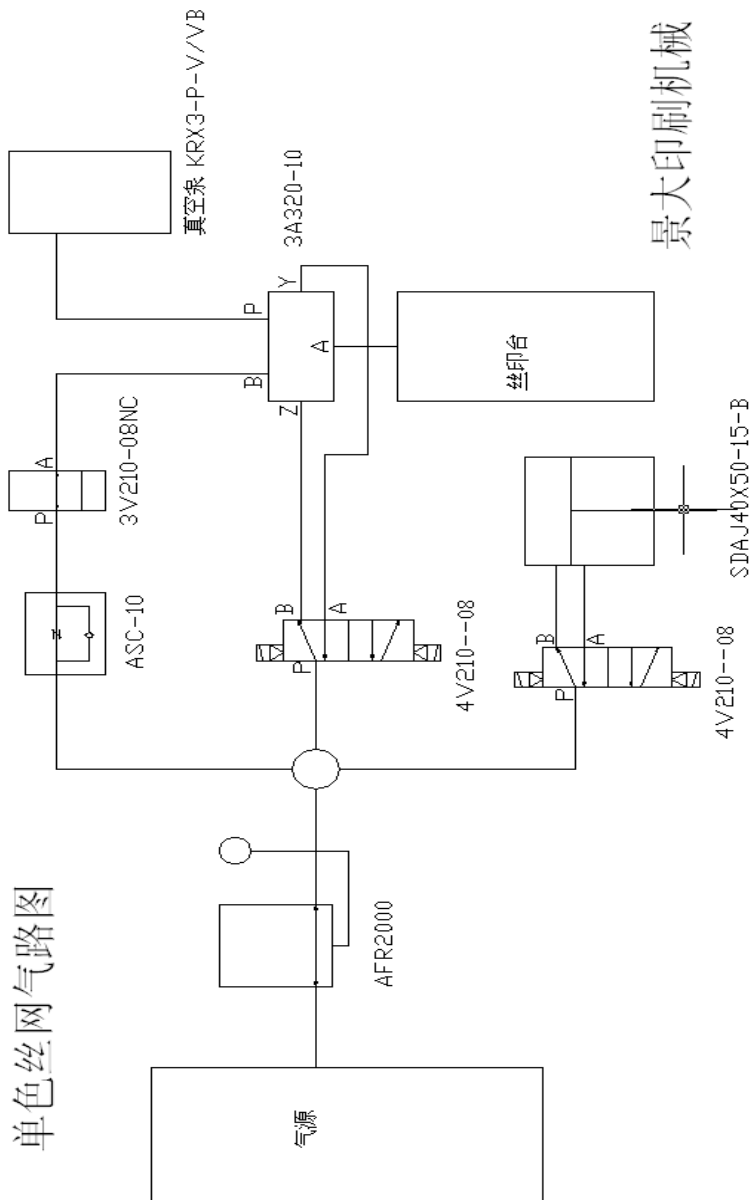 单色丝网气路图
P
A
ASC-10
3V210-08NC
真空泵 KRX3-P-V/VB
B
P
B
Z
Y
3A320-10
P
气源
A
A
AFR2000
4V210--08
丝印台
B
P
A
景大印刷机械
4V210--08
SDAJ40X50-15-B